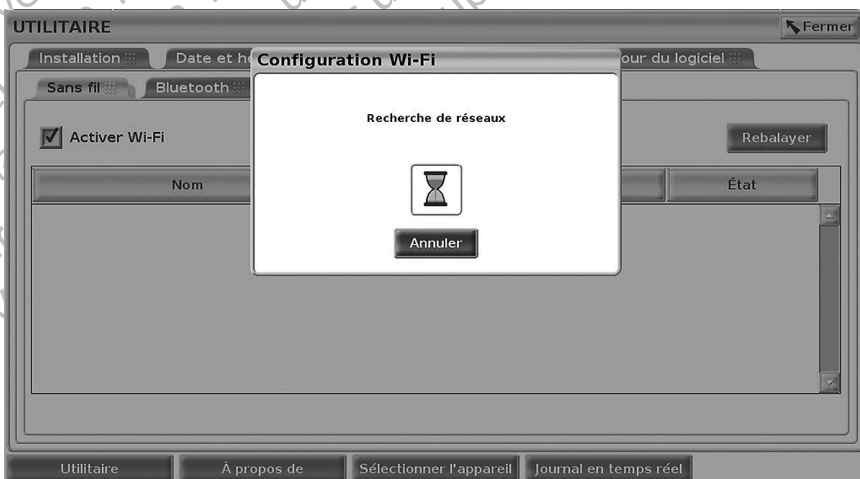 UTILITAIRE
Fermer
Installation
Date et he
Configuration Wi-Fi
our du logiciel
Sans fil
Bluetooth
Recherche de réseaux
Activer Wi-Fi
Rebalayer
Nom
État
Annuler
Utilitaire
À propos de
Sélectionner l'appareil
Journal en temps réel